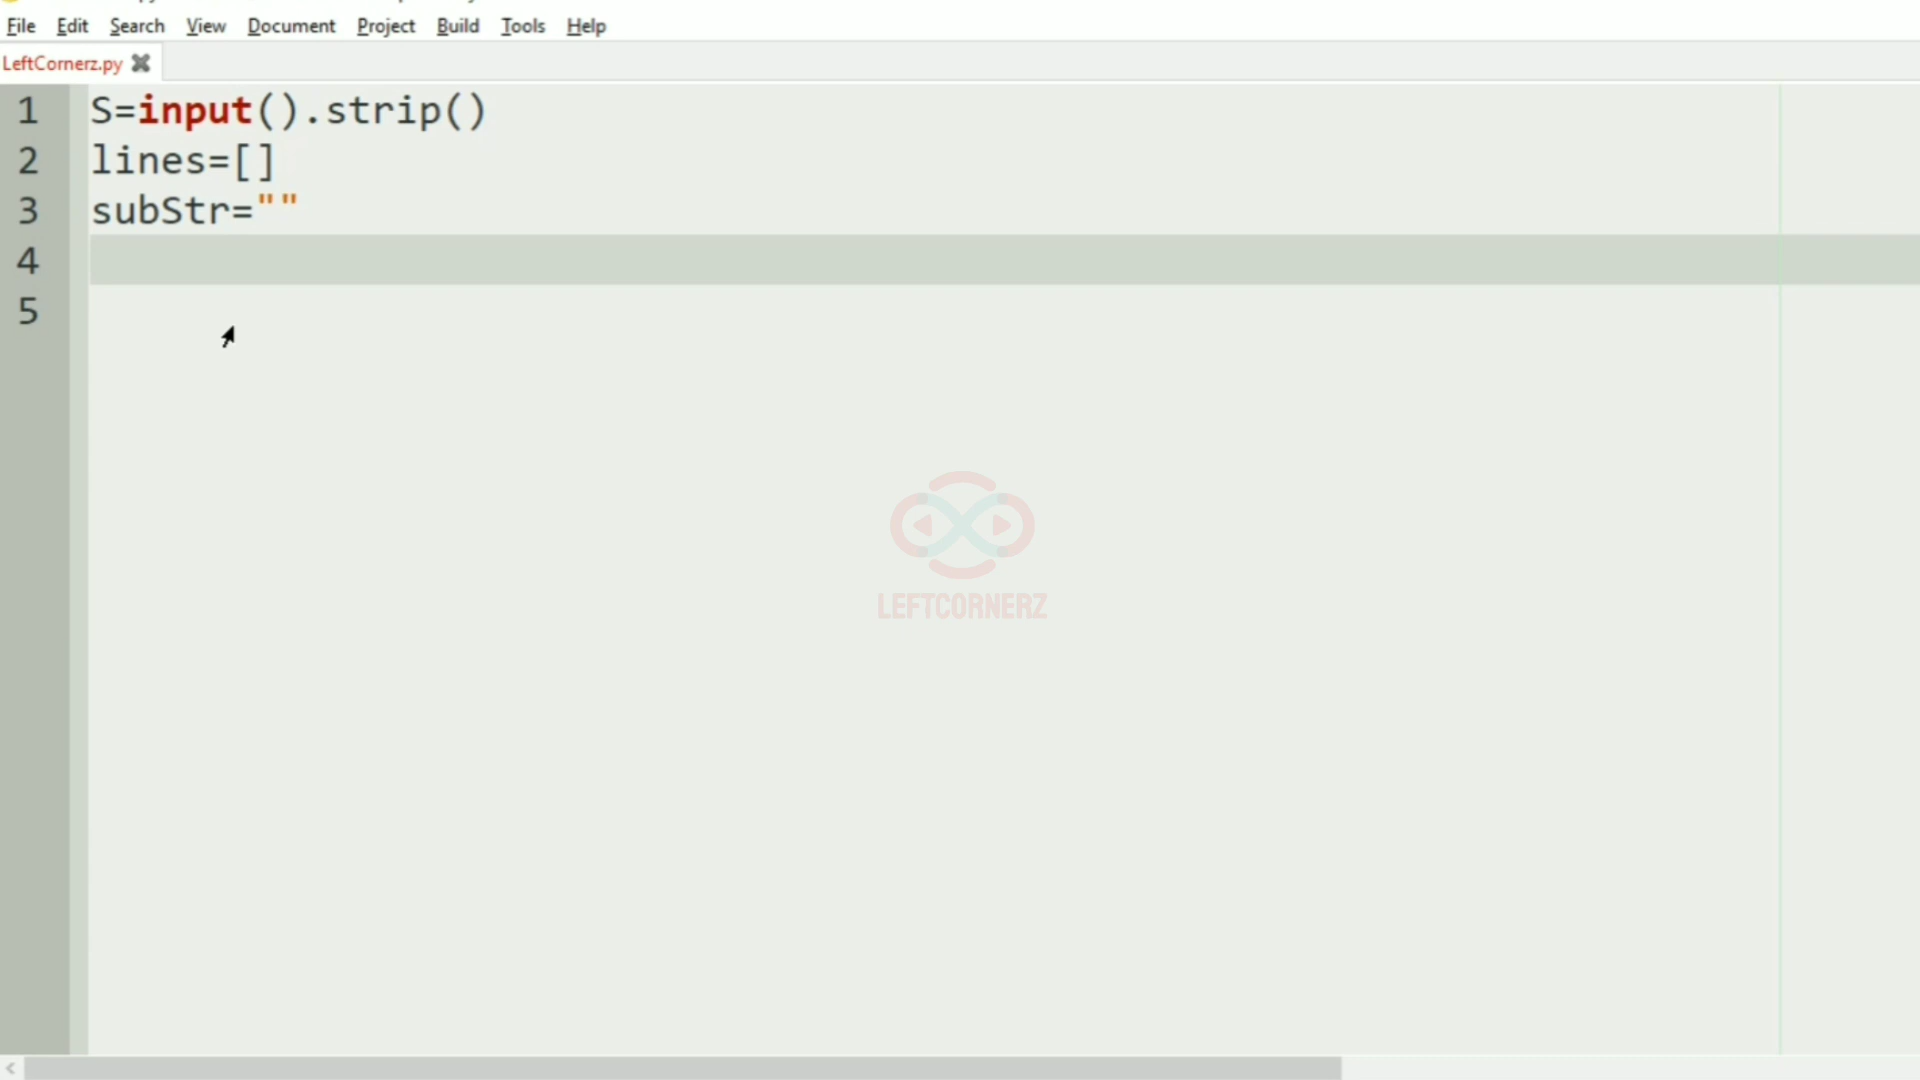 File Edit Search View Document Project Build Tools Help
LeftCornerz.py
1 S=input().strip()
2 lines=[]
3 subStr=""
4
5
LEFTCORNERZ